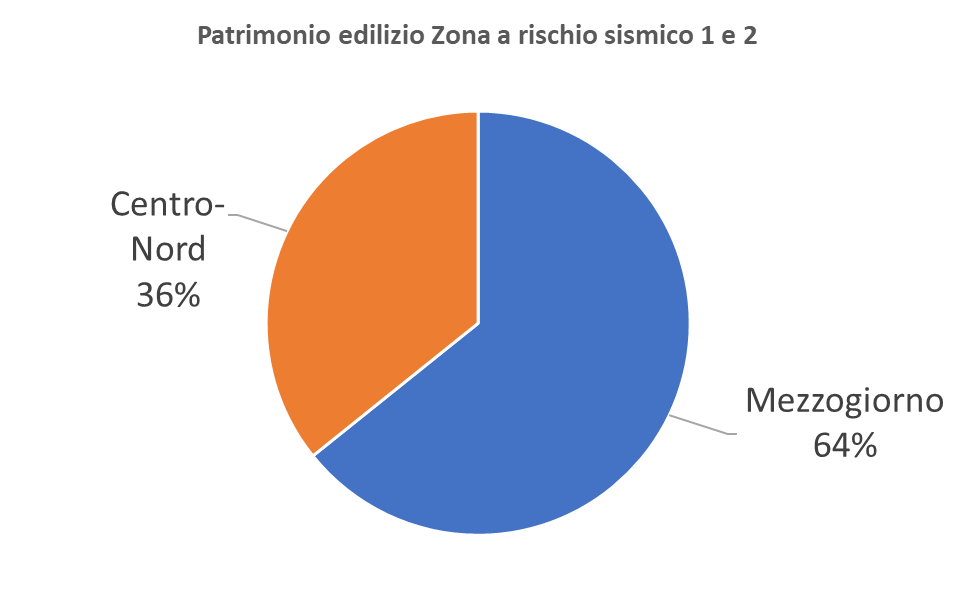 Patrimonio edilizio Zona a rischio sismico 1 e 2
Centro-
Nord
36%
Mezzogiorno
64%